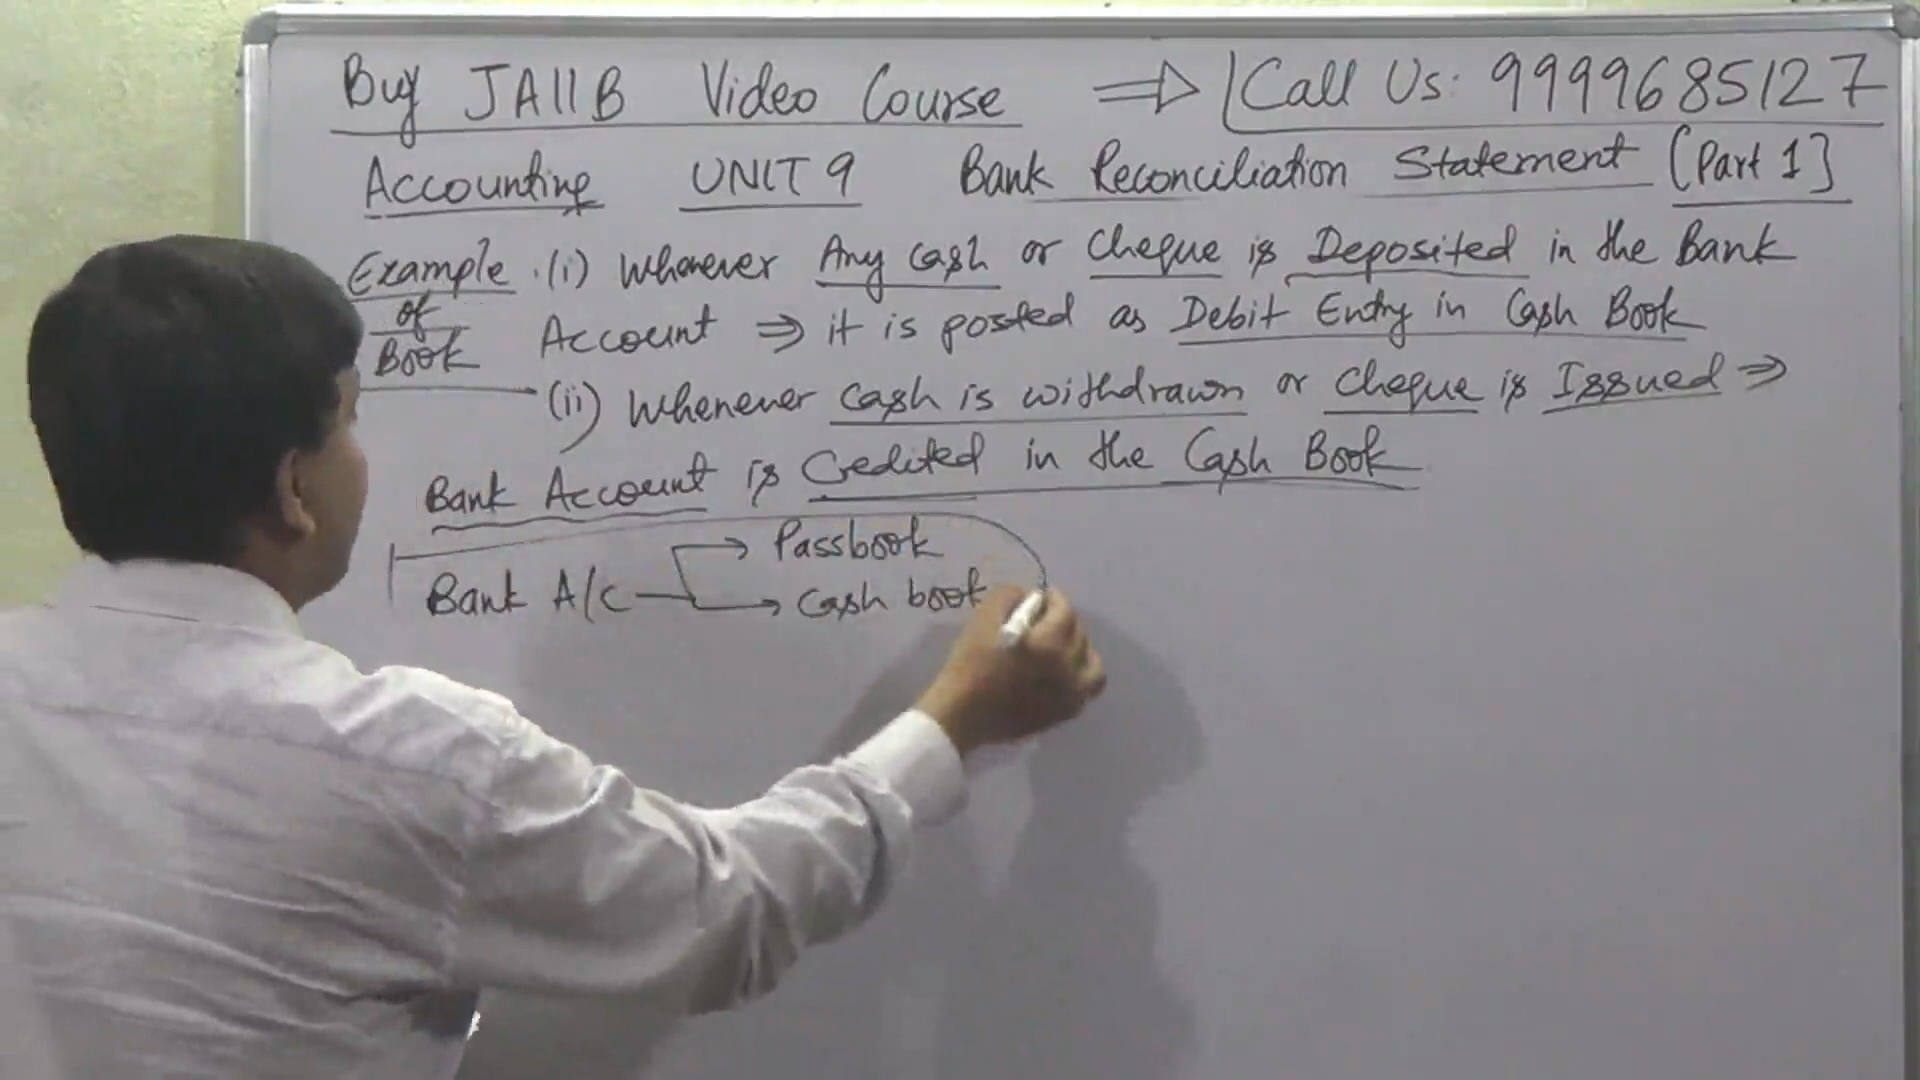 Buy JAIIB Video Course ⇒ Call Us: 9999685127
Accounting UNIT 9 Bank Reconciliation Statement [Part 1]
Example of Book (i) Whenever Any Cash or Cheque is Deposited in the Bank
Account ⇒ it is posted as Debit Entry in Cash Book
(ii) Whenever Cash is withdrawn or Cheque is Issued ⇒
Bank Account is Credited in the Cash Book
Bank A/C → Passbook
→ Cash book